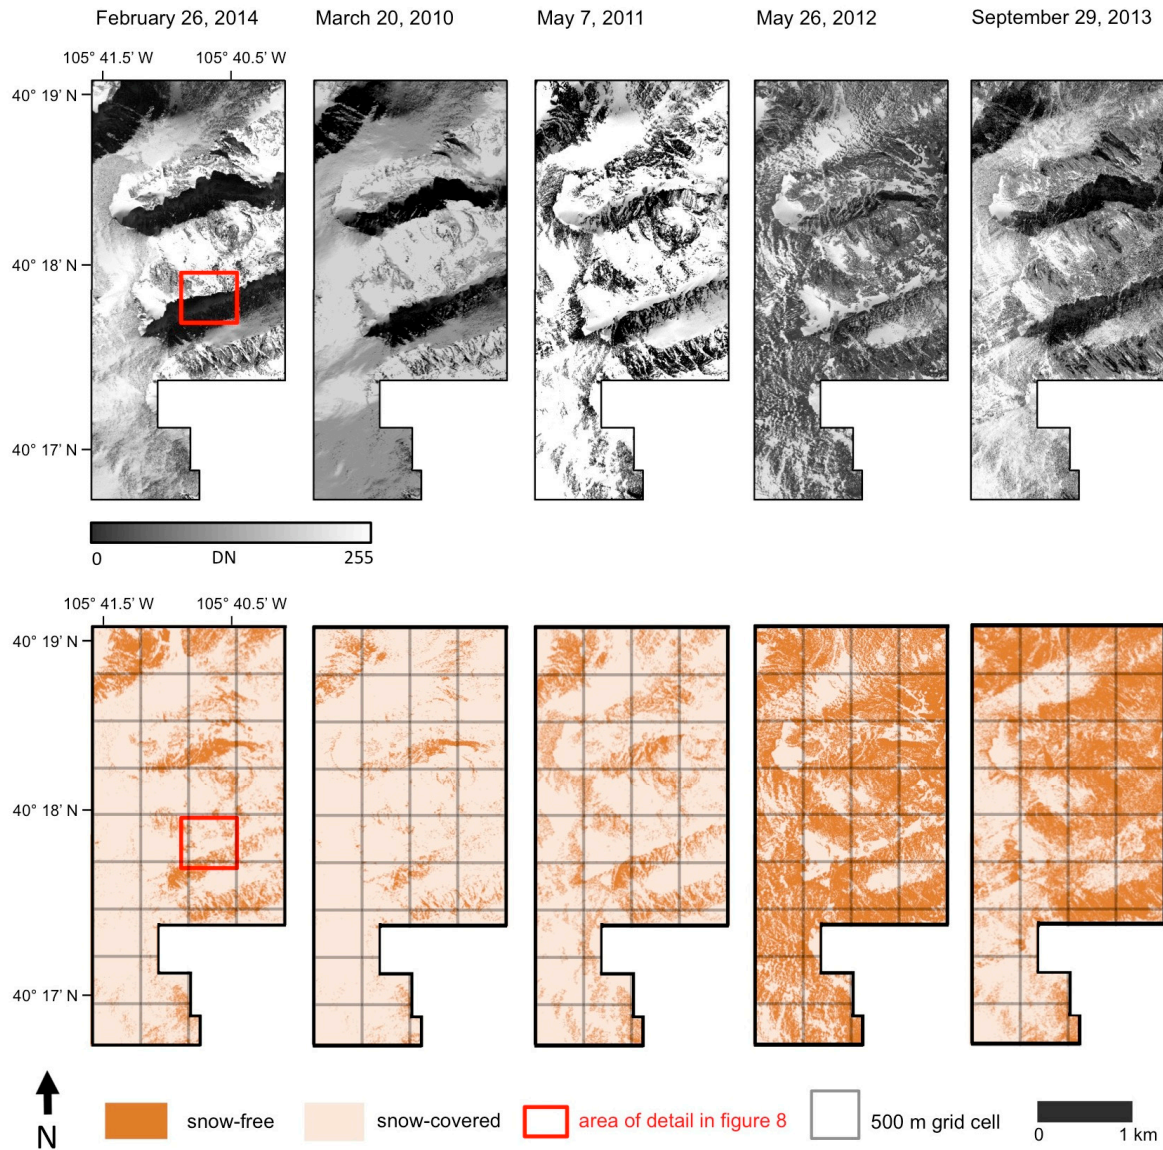 February 26, 2014
March 20, 2010
May 7, 2011
May 26, 2012
September 29, 2013
105° 41.5' W
105° 40.5' W
40° 19' N
40° 18' N
40° 17' N
0
DN
255
105° 41.5' W
105° 40.5' W
40° 19' N
40° 18' N
40° 17' N
N
snow-free
snow-covered
area of detail in figure 8
500 m grid cell
0
1 km